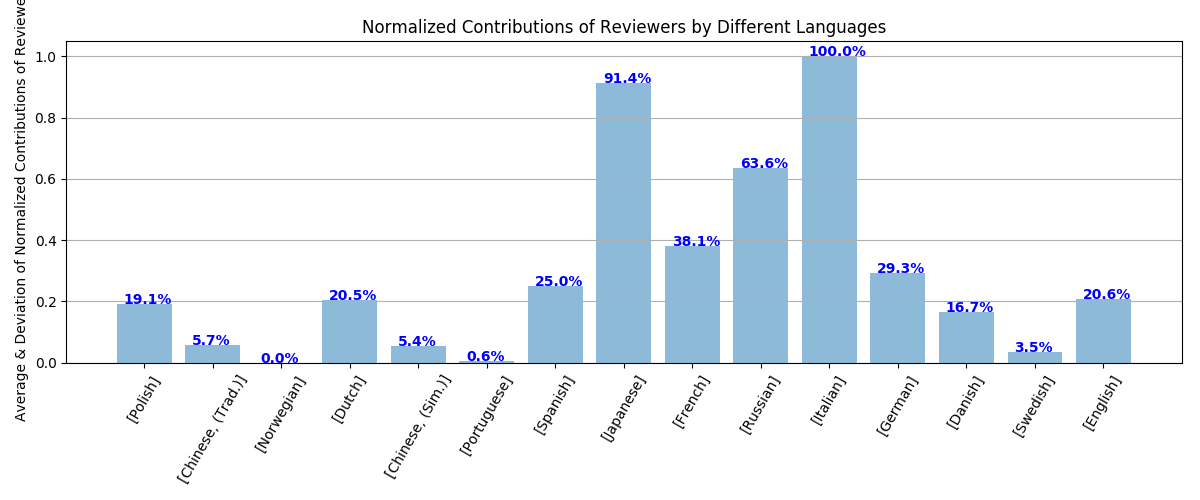 Normalized Contributions of Reviewers by Different Languages
Average & Deviation of Normalized Contributions of
1.0
0.8
0.6
0.4
0.2
0.0
19.1%
5.7%
0.0%
20.5%
5.4%
0.6%
25.0%
91.4%
38.1%
63.6%
100.0%
29.3%
16.7%
3.5%
20.6%
[Polish]
[Chinese, (Trad.)]
[Norwegian]
[Dutch]
[Chinese, (Sim.)]
[Portuguese]
[Spanish]
[Japanese]
[French]
[Russian]
[Italian]
[German]
[Danish]
[Swedish]
[English]